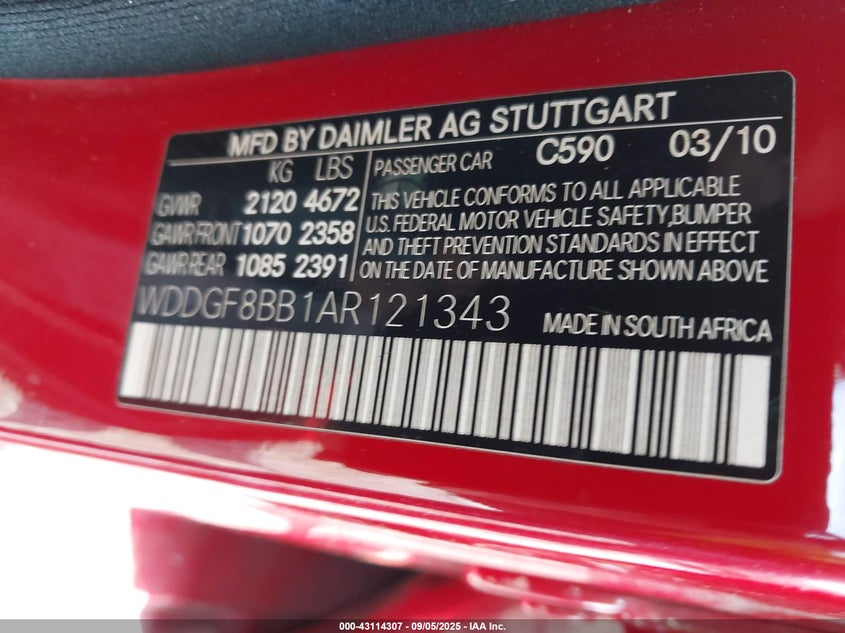 MFD BY DAIMLER AG STUTTGART
KG LBS
GVWR 2120 4672
GAWR FRONT 1070 2358
GAWR REAR 1085 2391
PASSENGER CAR C590 03/10
THIS VEHICLE CONFORMS TO ALL APPLICABLE
U.S. FEDERAL MOTOR VEHICLE SAFETY,BUMPER
AND THEFT PREVENTION STANDARDS IN EFFECT
ON THE DATE OF MANUFACTURE SHOWN ABOVE
WDDGF8BB1AR121343 MADE IN SOUTH AFRICA
000-43114307 - 09/05/2025 - IAA Inc.